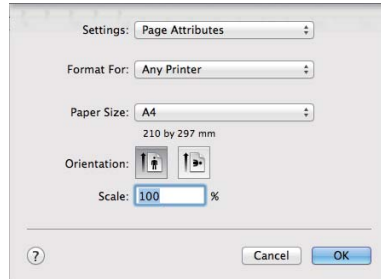 Settings: Page Attributes
Format For: Any Printer
Paper Size: A4
210 by 297 mm
Orientation:
Scale: 100 %
? Cancel OK